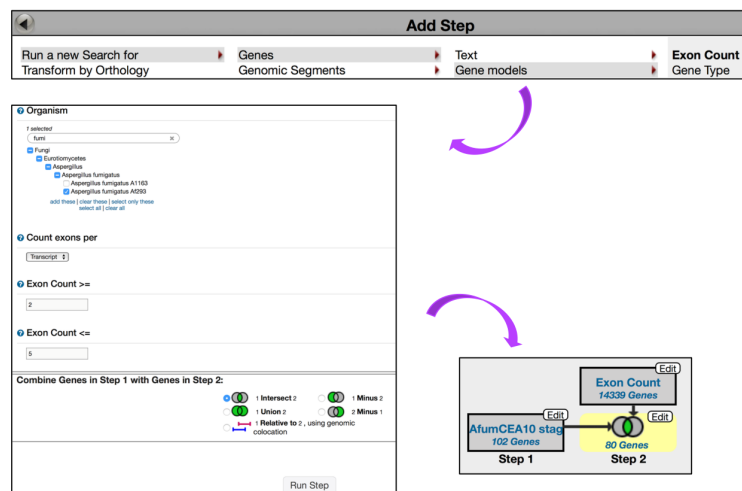 Add Step
Run a new Search for
Genes
Text
Exon Count
Transform by Orthology
Genomic Segments
Gene models
Gene Type
Organism
1 selected
fumi
Fungi
Eurotiomycetes
Aspergillus
Aspergillus fumigatus
Aspergillus fumigatus A1163
Aspergillus fumigatus Af293
add these | clear these | select only these
select all | clear all
Count exons per
Transcript
Exon Count >=
2
Exon Count <=
5
Combine Genes in Step 1 with Genes in Step 2:
1 Intersect 2
1 Minus 2
1 Union 2
2 Minus 1
1 Relative to 2 , using genomic
colocation
Run Step
Edit
Exon Count
14339 Genes
Edit
AfumCEA10 stag
102 Genes
Step 1
Edit
80 Genes
Step 2